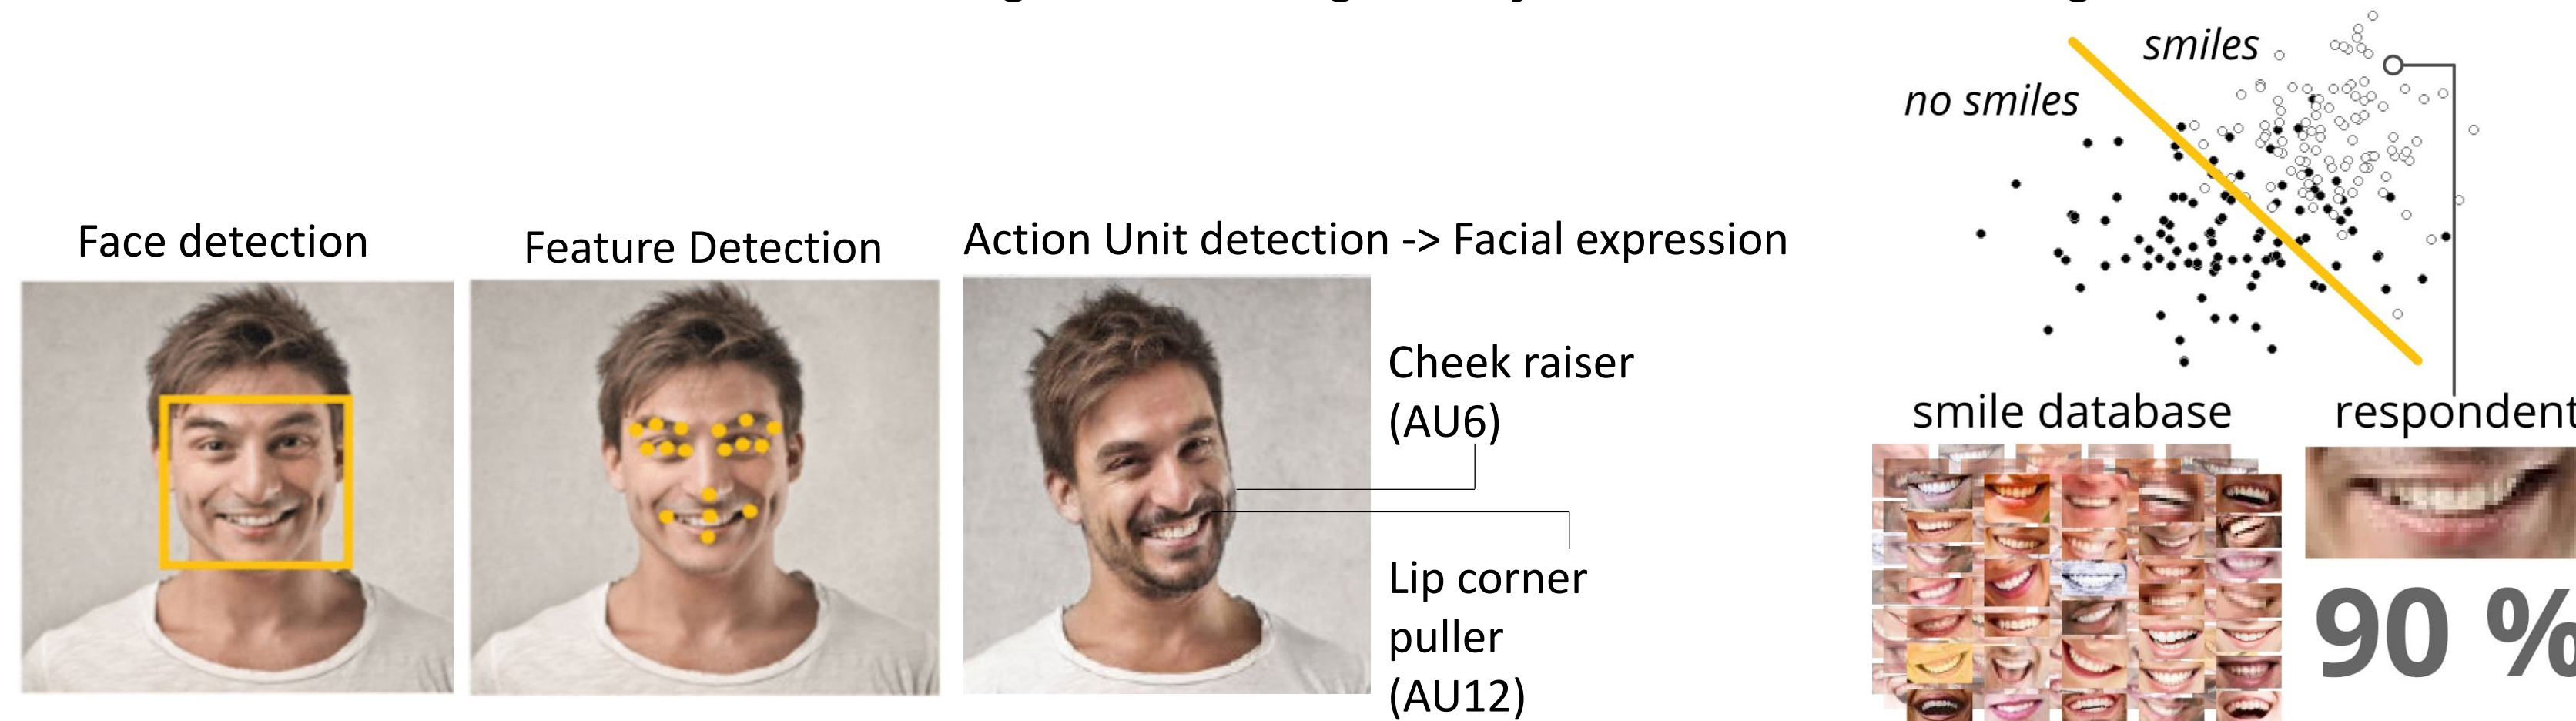 Face detection
Feature Detection
Action Unit detection -> Facial expression
Cheek raiser
(AU6)
Lip corner
puller
(AU12)
smiles
no smiles
smile database
respondent
90 %